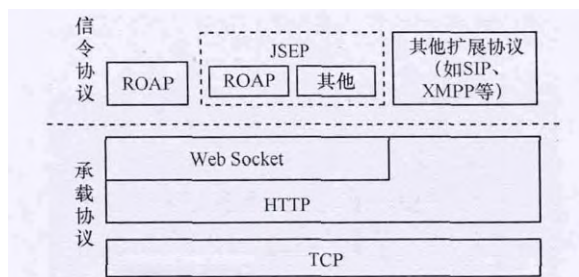 信令协议
ROAP
JSEP
ROAP
其他
其他扩展协议
（如SIP、
XMPP等）
承载协议
Web Socket
HTTP
TCP